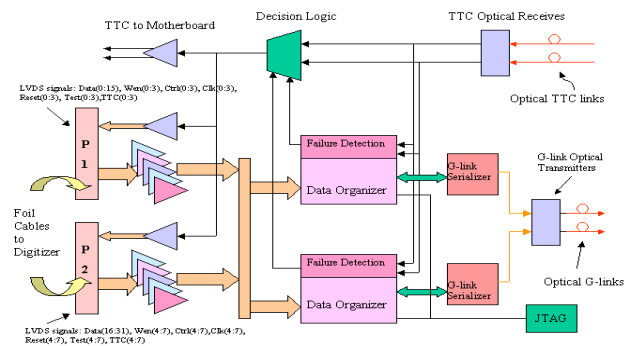 TTC to Motherboard
Decision Logic
TTC Optical Receives
LVDS signals: Data(0:15), Wen(0:3), Ctrl(0:3), Clk(0:3),
Reset(0:3), Test(0:3),TTC(0:3)
Optical TTC links
P
1
Failure Detection
Data Organizer
G-link
Serializer
G-link Optical
Transmitters
Foil
Cables
to
Digitizer
P
2
Failure Detection
Data Organizer
G-link
Serializer
Optical G-links
JTAG
LVDS signals: Data(16:31), Wen(4:7), Ctrl(4:7),Clk(4:7),
Reset(4:7), Test(4:7), TTC(4:7)